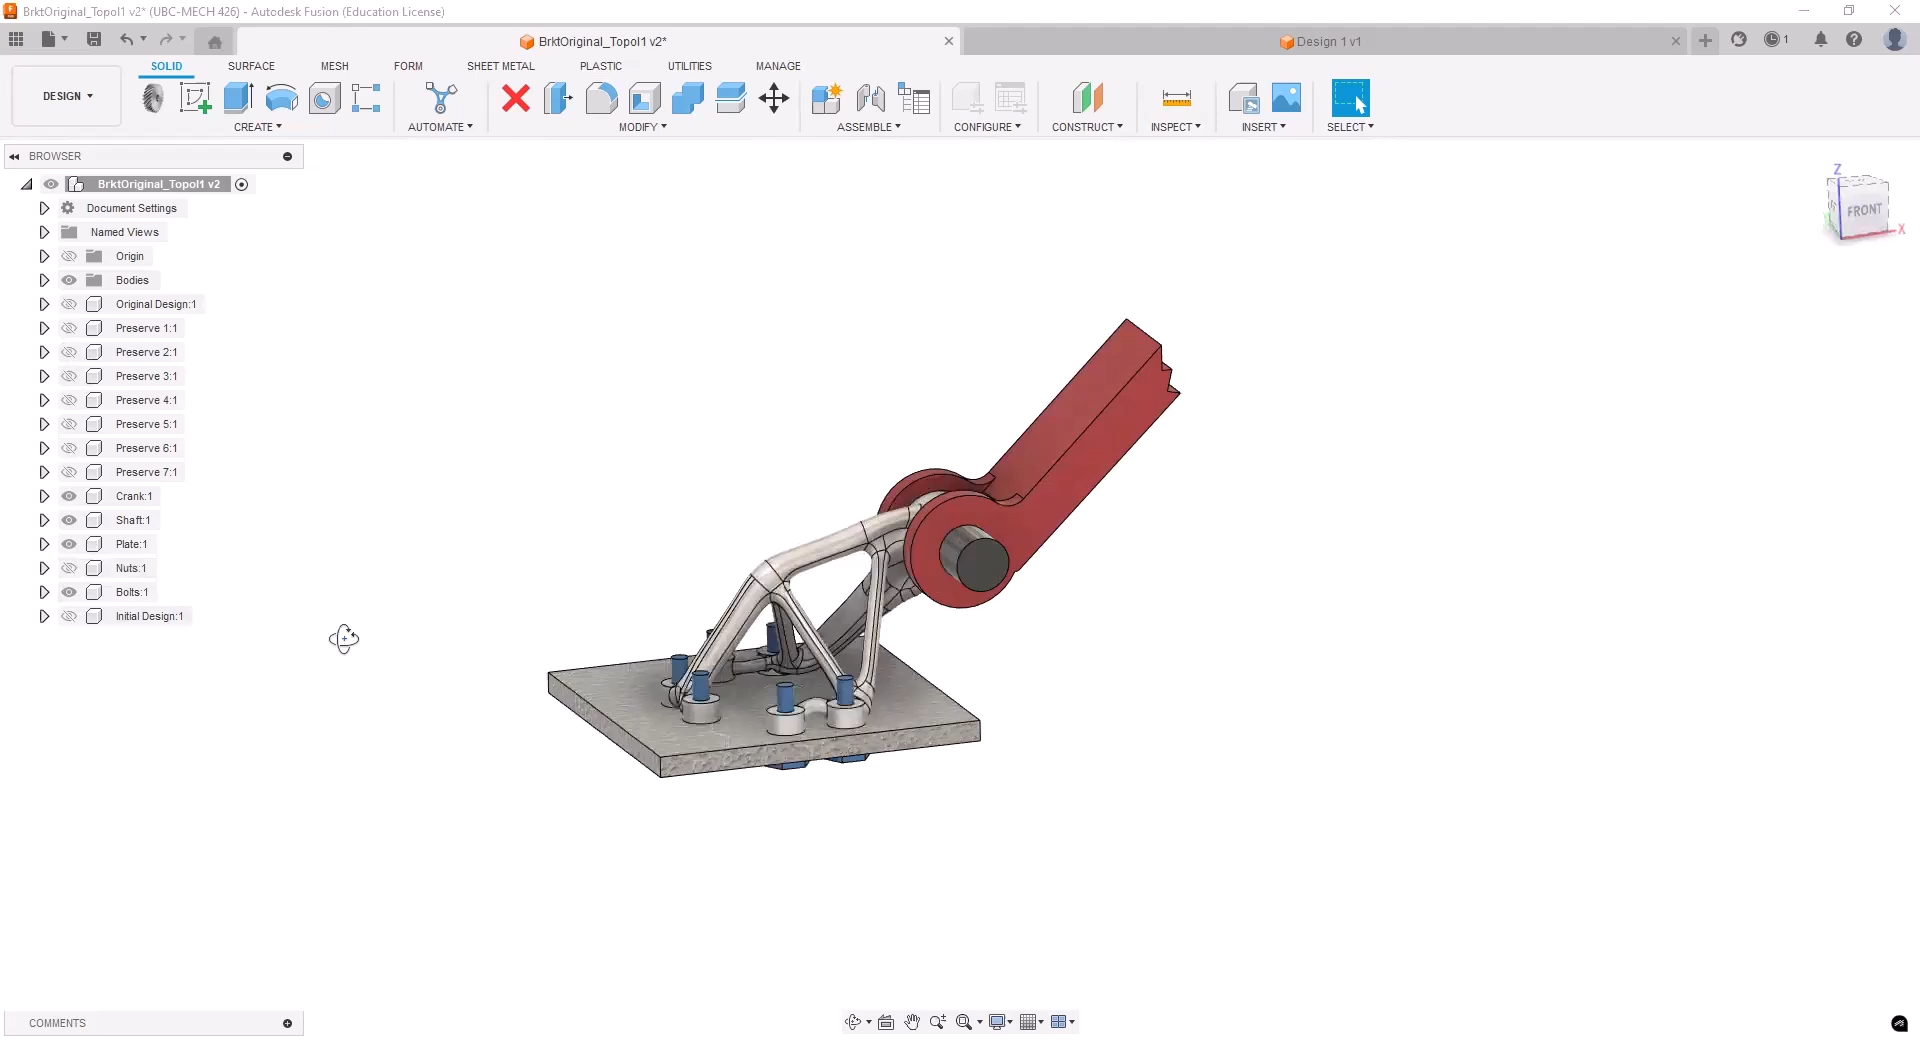 BrktOriginal_Topol1 v2* (UBC-MECH 426) - Autodesk Fusion (Education License)
BrktOriginal_Topol1 v2*
Design 1 v1
1
SOLID
SURFACE
MESH
FORM
SHEET METAL
PLASTIC
UTILITIES
MANAGE
DESIGN
CREATE
AUTOMATE
MODIFY
ASSEMBLE
CONFIGURE
CONSTRUCT
INSPECT
INSERT
SELECT
BROWSER
BrktOriginal_Topol1 v2
Document Settings
Named Views
Origin
Bodies
Original Design:1
Preserve 1:1
Preserve 2:1
Preserve 3:1
Preserve 4:1
Preserve 5:1
Preserve 6:1
Preserve 7:1
Crank:1
Shaft:1
Plate:1
Nuts:1
Bolts:1
Initial Design:1
Z
FRONT
X
COMMENTS